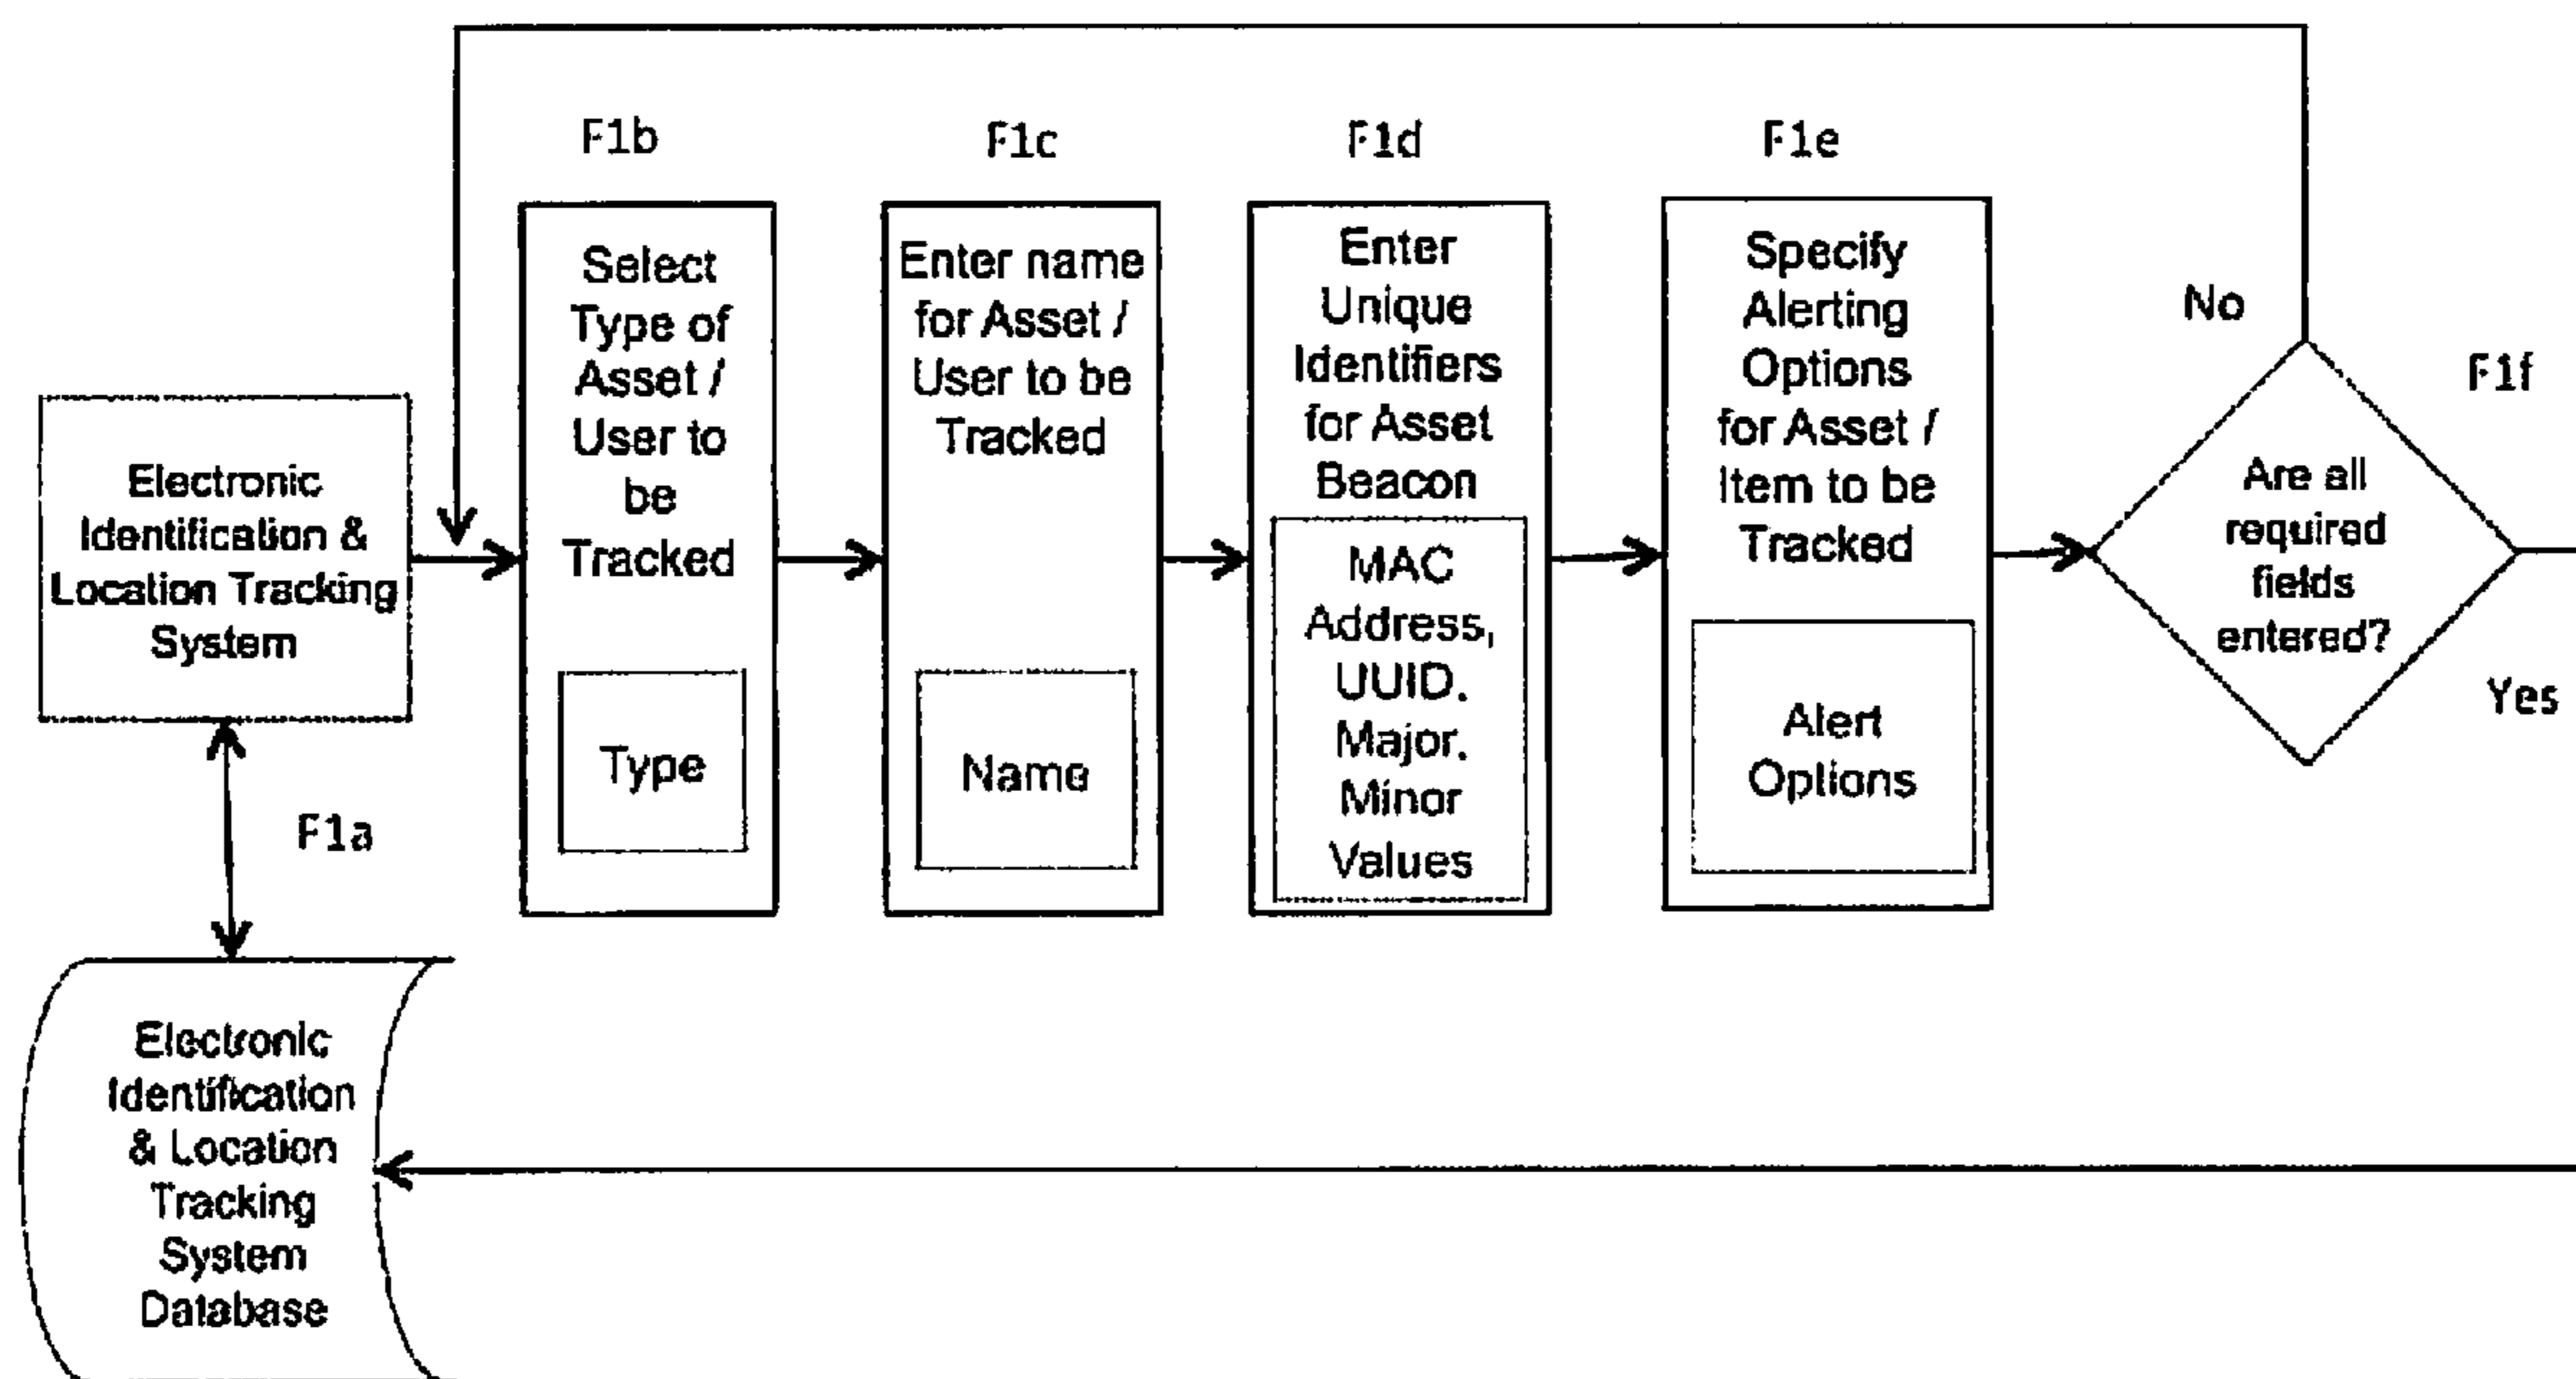 F1b
F1c
F1d
F1e
Electronic
Identification &
Location Tracking
System
F1a
Select
Type of
Asset /
User to
be
Tracked
Type
Enter name
for Asset /
User to be
Tracked
Name
Enter
Unique
Identifiers
for Asset
Beacon
MAC
Address,
UUID.
Major.
Minor
Values
Specify
Alerting
Options
for Asset /
Item to be
Tracked
Alert
Options
No
F1f
Are all
required
fields
entered?
Yes
Electronic
Identification
& Location
Tracking
System
Database